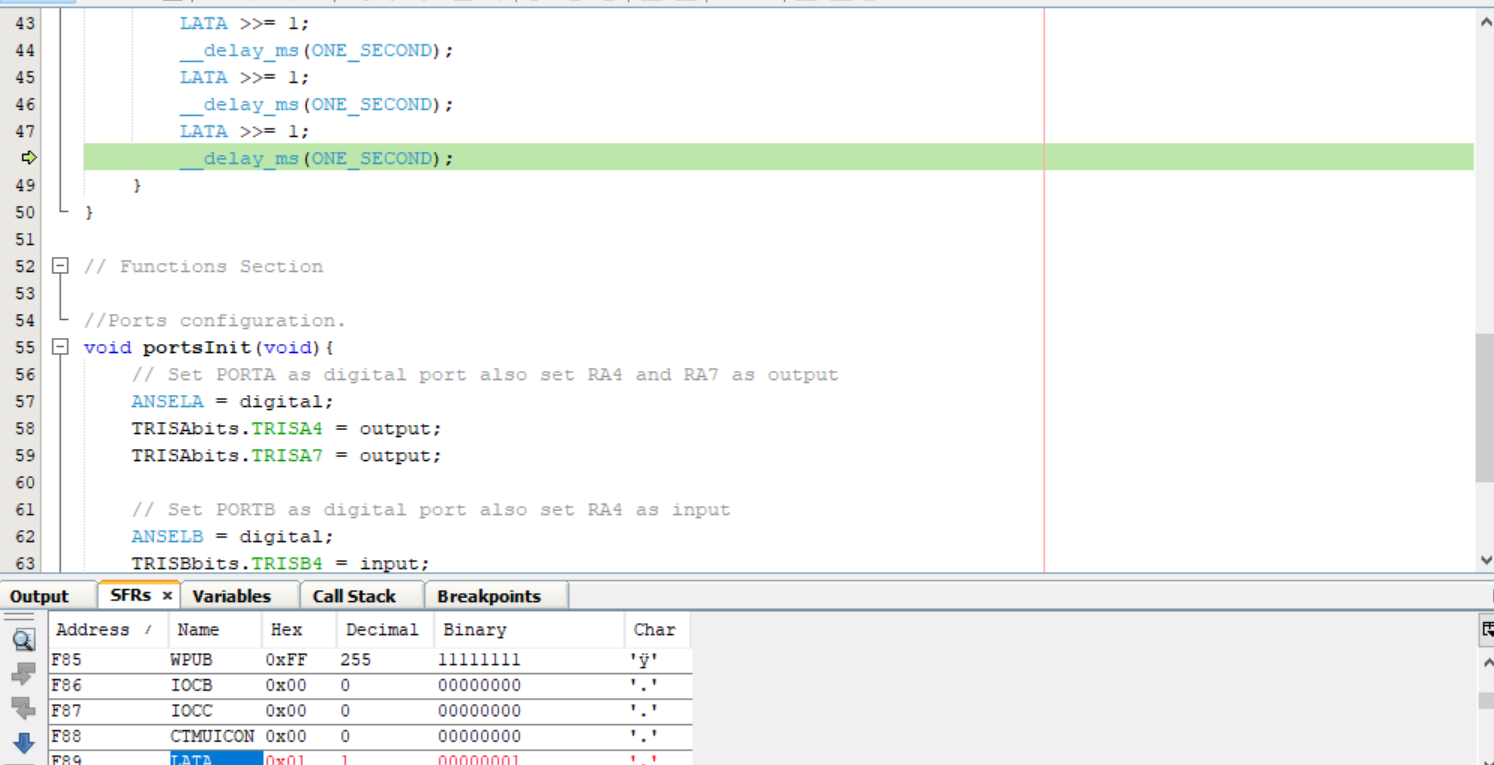 43 LATA >>= 1;
44 __delay_ms(ONE_SECOND);
45 LATA >>= 1;
46 __delay_ms(ONE_SECOND);
47 LATA >>= 1;
__delay_ms(ONE_SECOND);
49 }
50 }
51
52 // Functions Section
53
54 //Ports configuration.
55 void portsInit(void){
56 // Set PORTA as digital port also set RA4 and RA7 as output
57 ANSELA = digital;
58 TRISAbits.TRISA4 = output;
59 TRISAbits.TRISA7 = output;
60
61 // Set PORTB as digital port also set RA4 as input
62 ANSELB = digital;
63 TRISBbits.TRISB4 = input;
Output SFRs × Variables Call Stack Breakpoints
Address / Name Hex Decimal Binary Char
F85 WPUB 0xFF 255 11111111 'ÿ'
F86 IOCB 0x00 0 00000000 '.'
F87 IOCC 0x00 0 00000000 '.'
F88 CTMUICON 0x00 0 00000000 '.'
F89 LATA 0x01 1 00000001 '.'